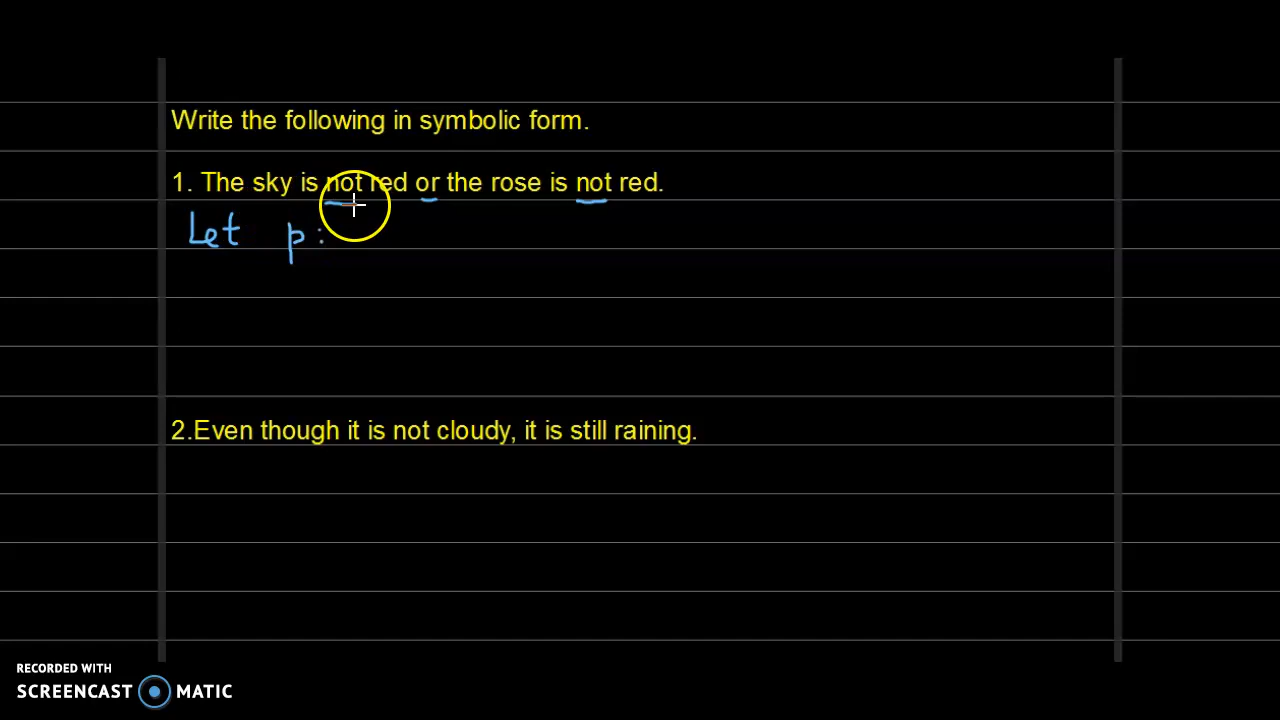 Write the following in symbolic form.
1. The sky is not red or the rose is not red.
Let p:
2.Even though it is not cloudy, it is still raining.
RECORDED WITH
SCREENCAST MATIC